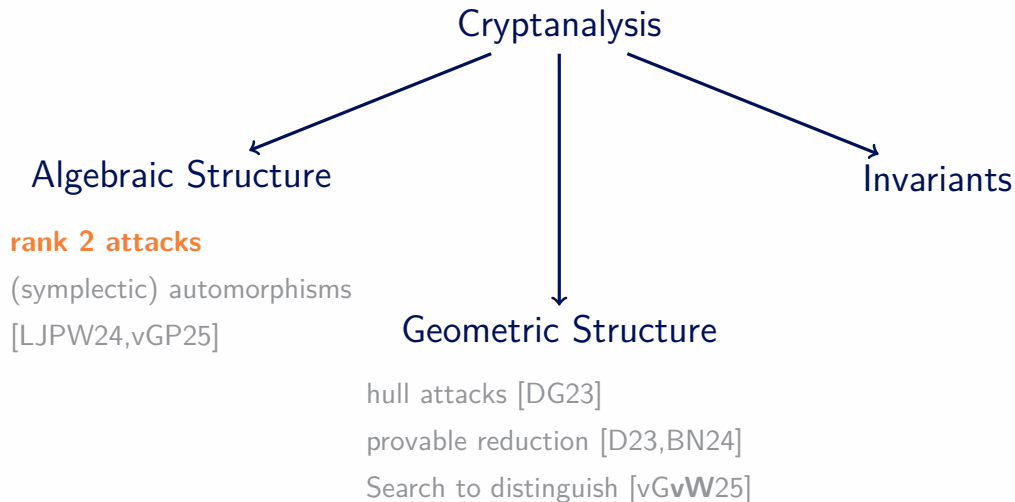 Cryptanalysis
Algebraic Structure
Invariants
rank 2 attacks
(symplectic) automorphisms
[LJPW24,vGP25]
Geometric Structure
hull attacks [DG23]
provable reduction [D23,BN24]
Search to distinguish [vGvW25]